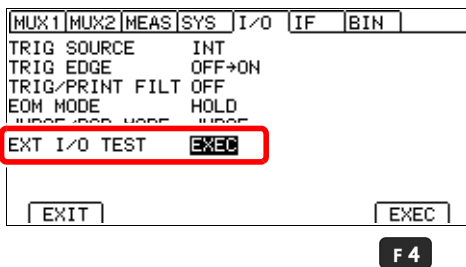 MUX1 MUX2 MEAS SYS I/O IF BIN
TRIG SOURCE INT
TRIG EDGE OFF→ON
TRIG/PRINT FILT OFF
EOM MODE HOLD
EXT I/O TEST EXEC
EXIT EXEC
F4